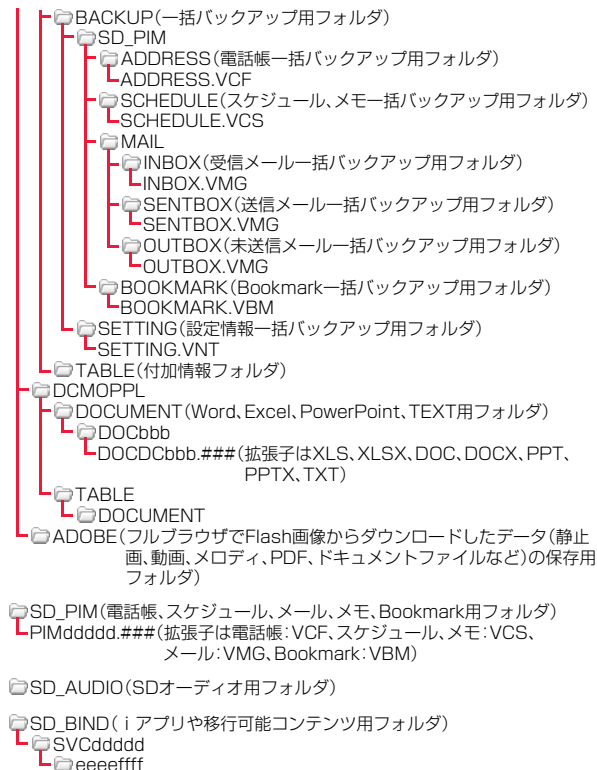 BACKUP(一括バックアップ用フォルダ)
SD_PIM
ADDRESS(電話帳一括バックアップ用フォルダ)
ADDRESS.VCF
SCHEDULE(スケジュール、メモ一括バックアップ用フォルダ)
SCHEDULE.VCS
MAIL
INBOX(受信メール一括バックアップ用フォルダ)
INBOX.VMG
SENTBOX(送信メール一括バックアップ用フォルダ)
SENTBOX.VMG
OUTBOX(未送信メール一括バックアップ用フォルダ)
OUTBOX.VMG
BOOKMARK(Bookmark一括バックアップ用フォルダ)
BOOKMARK.VBM
SETTING(設定情報一括バックアップ用フォルダ)
SETTING.VNT
TABLE(付加情報フォルダ)
DCMOPPL
DOCUMENT(Word、Excel、PowerPoint、TEXT用フォルダ)
DOCbbb
DOCDCbbb.###(拡張子はXLS、XLSX、DOC、DOCX、PPT、
PPTX、TXT)
TABLE
DOCUMENT
ADOBE(フルブラウザでFlash画像からダウンロードしたデータ(静止
画、動画、メロディ、PDF、ドキュメントファイルなど)の保存用
フォルダ)
SD_PIM(電話帳、スケジュール、メール、メモ、Bookmark用フォルダ)
PIMddddd.###(拡張子は電話帳:VCF、スケジュール、メモ:VCS、
メール:VMG、Bookmark:VBM)
SD_AUDIO(SDオーディオ用フォルダ)
SD_BIND(iアプリや移行可能コンテンツ用フォルダ)
SVCddddd
eeeeffff